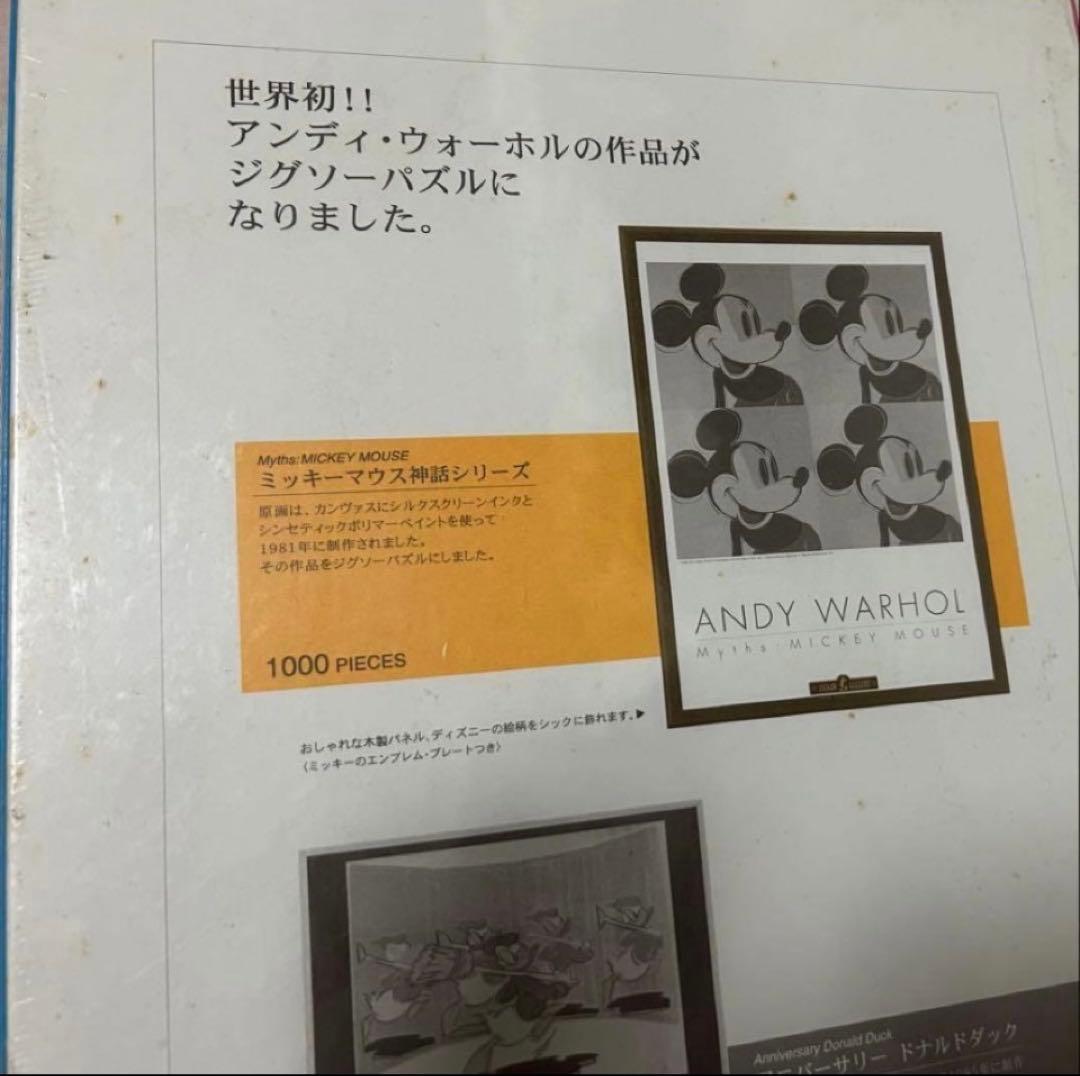 世界初!!
アンディ・ウォーホルの作品が
ジグソーパズルに
なりました。
Myths:MICKEY MOUSE
ミッキーマウス神話シリーズ
原画は、カンヴァスにシルクスクリーンインクと
シンセティックポリマーペイントを使って
1981年に制作されました。
その作品をジグソーパズルにしました。
1000 PIECES
ANDY WARHOL
Myths:MICKEY MOUSE
おしゃれな木製パネル、ディズニーの絵柄をシックに飾れます。▶
〈ミッキーのエンブレム・プレートつき〉
Anniversary Donald Duck
アニバーサリー ドナルドダック